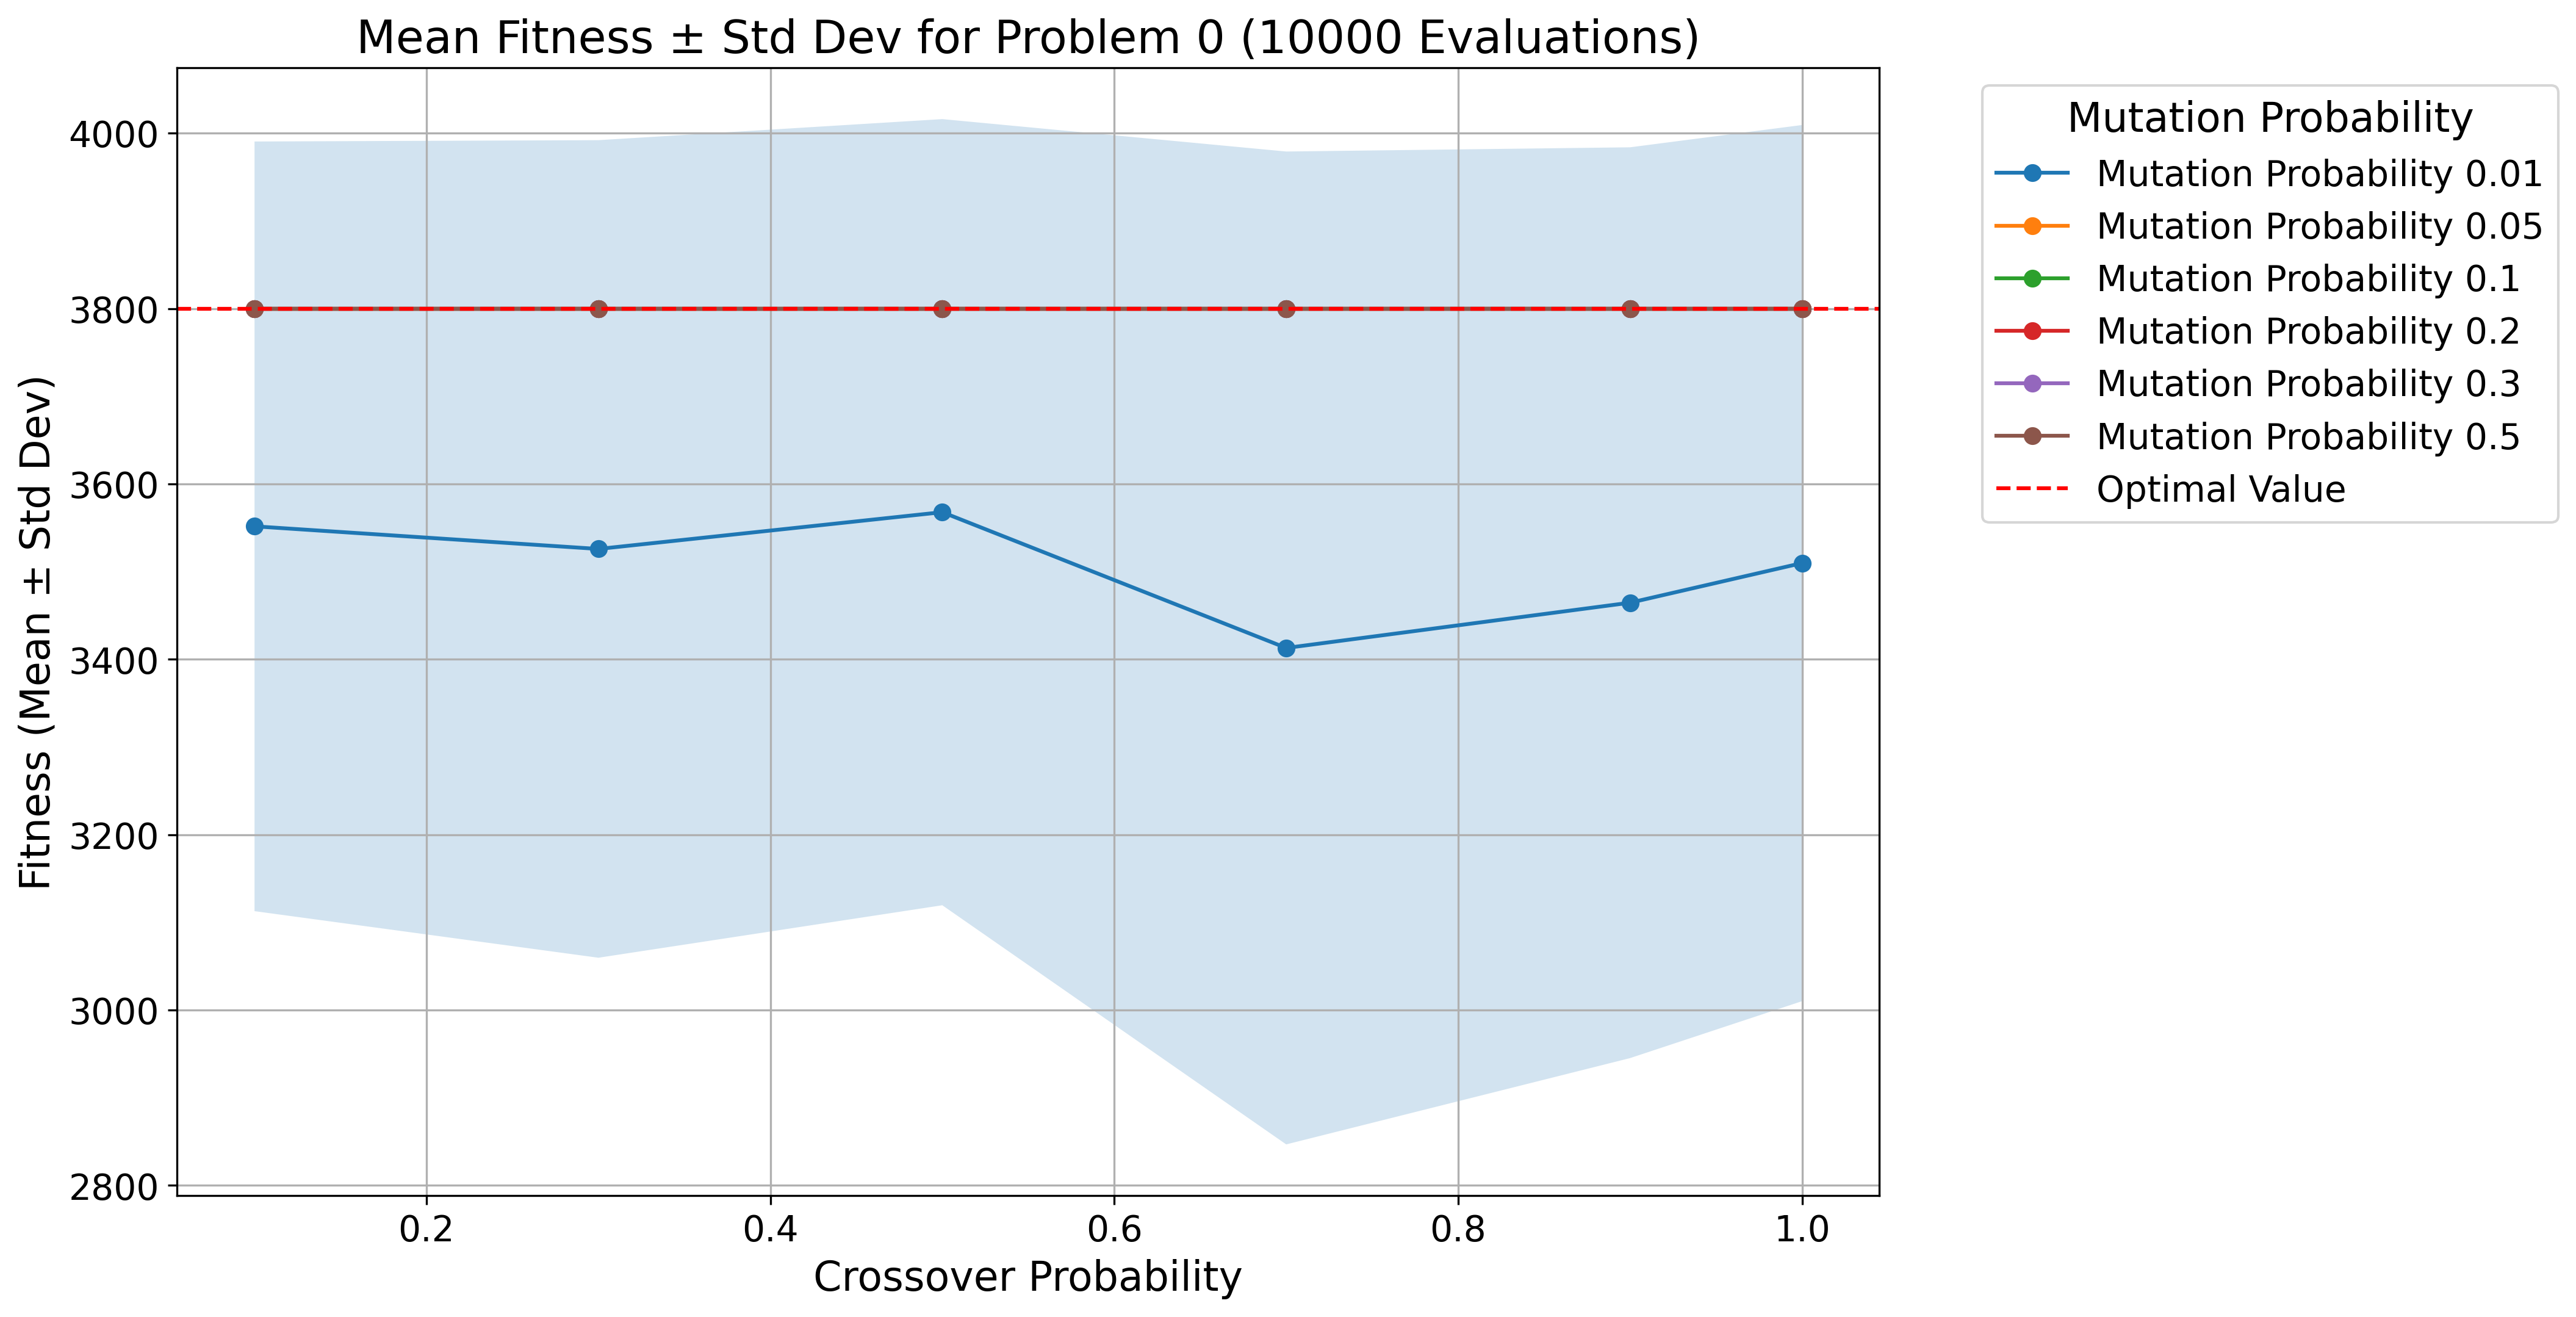 Mean Fitness ± Std Dev for Problem 0 (10000 Evaluations)
Fitness (Mean ± Std Dev)
4000
3800
3600
3400
3200
3000
2800
0.2 0.4 0.6 0.8 1.0
Crossover Probability
Mutation Probability
Mutation Probability 0.01
Mutation Probability 0.05
Mutation Probability 0.1
Mutation Probability 0.2
Mutation Probability 0.3
Mutation Probability 0.5
Optimal Value